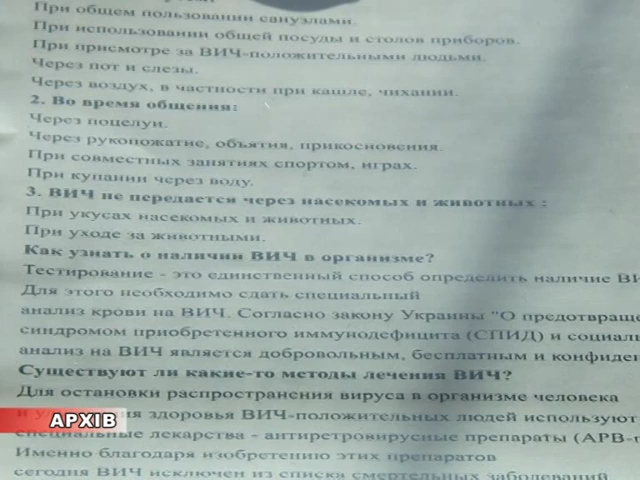 При общем пользовании санузлами.
При использовании общей посуды и столов приборов.
При присмотре за ВИЧ-положительными людьми.
Через пот и слезы.
Через воздух, в частности при кашле, чихании.
2. Во время общения:
Через поцелуи.
Через рукопожатие, объятия, прикосновения.
При совместных занятиях спортом, играх.
При купании через воду.
3. ВИЧ не передается через насекомых и животных :
При укусах насекомых и животных.
При уходе за животными.
Как узнать о наличии ВИЧ в организме?
Тестирование - это единственный способ определить наличие ВИ
Для этого необходимо сдать специальный
анализ крови на ВИЧ. Согласно закону Украины "О предотвраще
синдромом приобретенного иммунодефицита (СПИД) и социаль
анализ на ВИЧ является добровольным, бесплатным и конфиден
Существуют ли какие-то методы лечения ВИЧ?
Для остановки распространения вируса в организме человека
здоровья ВИЧ-положительных людей используют
АРХІВ
специальные лекарства - антиретровирусные препараты (АРВ-п
Именно благодаря изобретению этих препаратов
сегодня ВИЧ исключен из списка смертельных заболеваний